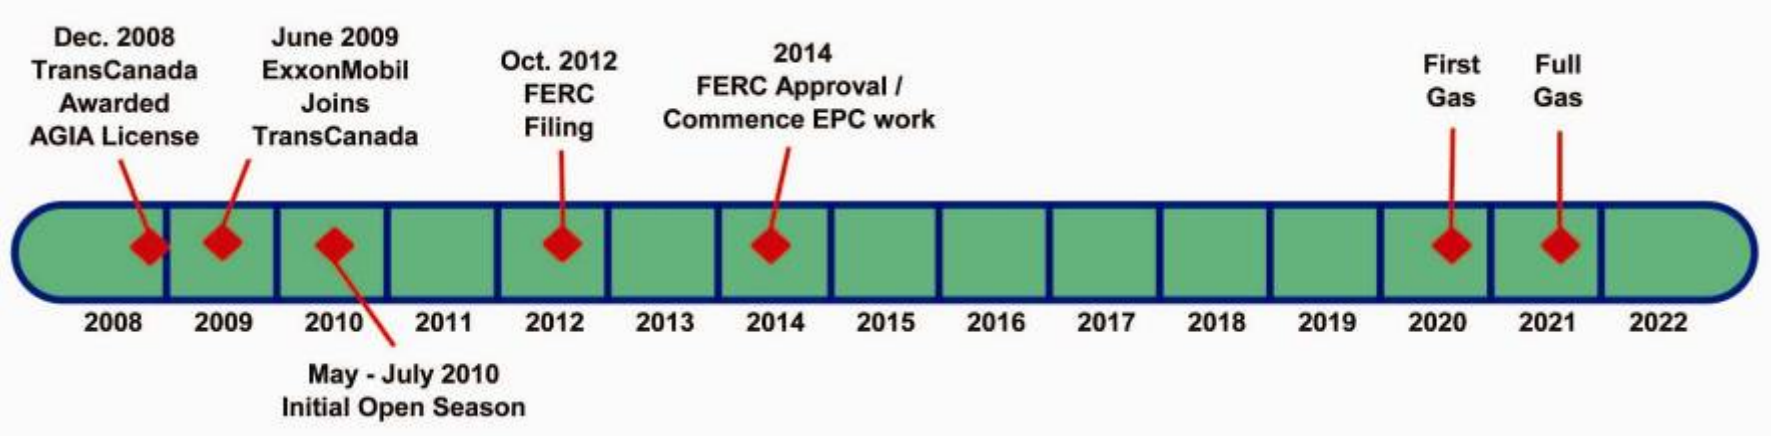 Dec. 2008
TransCanada
Awarded
AGIA License
June 2009
ExxonMobil
Joins
TransCanada
Oct. 2012
FERC
Filing
2014
FERC Approval /
Commence EPC work
First
Gas
Full
Gas
2008 2009 2010 2011 2012 2013 2014 2015 2016 2017 2018 2019 2020 2021 2022
May - July 2010
Initial Open Season